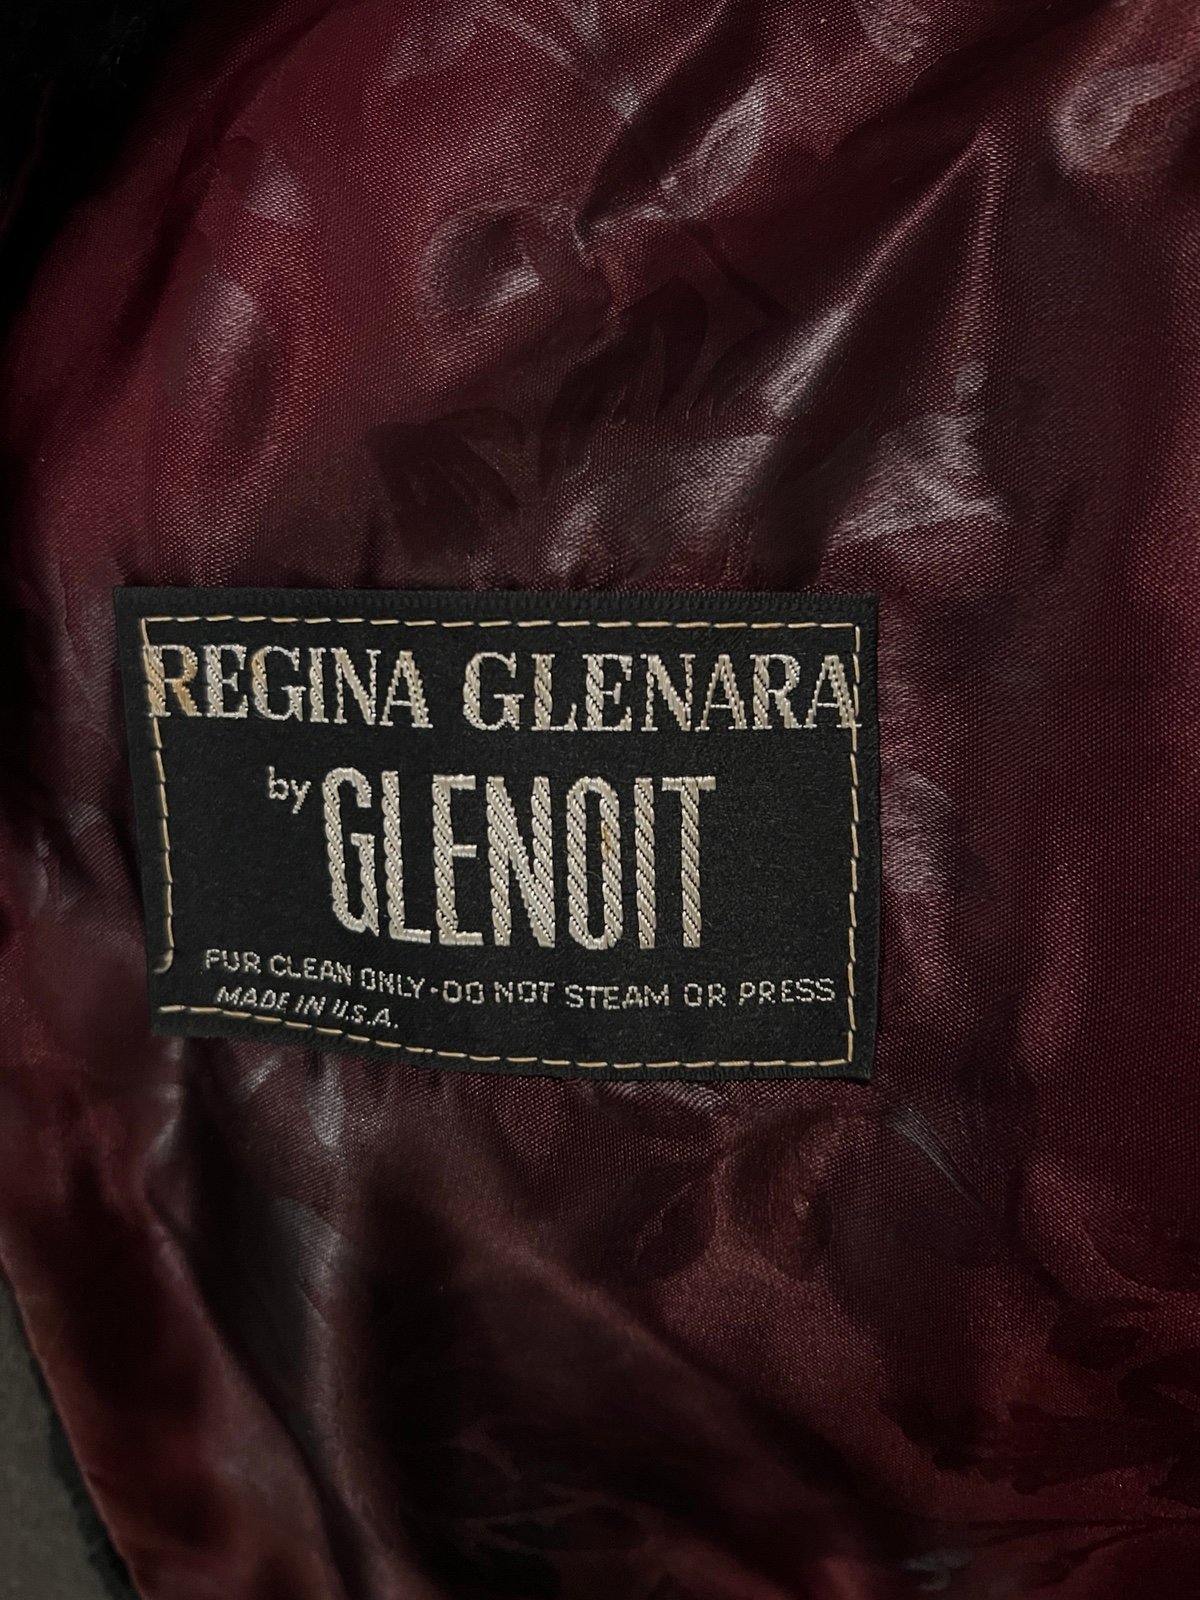 REGINA GLENARA
by GLENOIT
FUR CLEAN ONLY·DO NOT STEAM OR PRESS
MADE IN U.S.A.